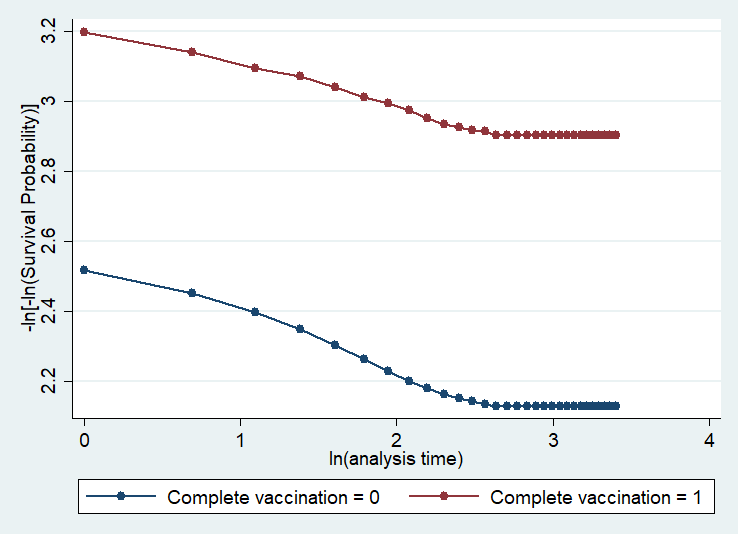 -ln[-ln(Survival Probability)]
3.2
3
2.8
2.6
2.4
2.2
0
1
2
3
4
ln(analysis time)
Complete vaccination = 0
Complete vaccination = 1